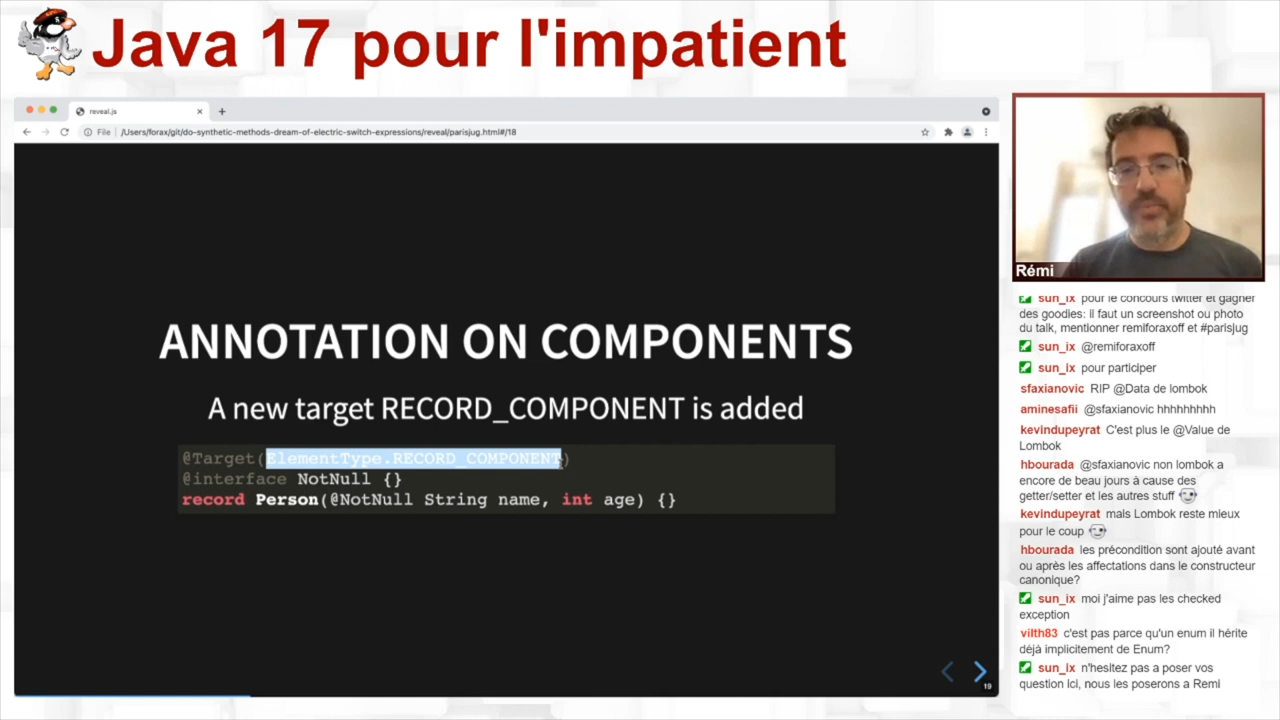 Java 17 pour l'impatient
reveal.js
File
/Users/forax/git/do-synthetic-methods-dream-of-electric-switch-expressions/reveal/parisjug.html#/18
ANNOTATION ON COMPONENTS
A new target RECORD_COMPONENT is added
@Target(ElementType.RECORD_COMPONENT)
@interface NotNull {}
record Person(@NotNull String name, int age) {}
19
Rémi
sun_ix pour le concours twitter et gagner
des goodies: il faut un screenshot ou photo
du talk, mentionner remiforaxoff et #parisjug
sun_ix @remiforaxoff
sun_ix pour participer
sfaxianovic RIP @Data de lombok
aminesafii @sfaxianovic hhhhhhhhh
kevindupeyrat C'est plus le @Value de
Lombok
hbourada @sfaxianovic non lombok a
encore de beau jours à cause des
getter/setter et les autres stuff
kevindupeyrat mais Lombok reste mieux
pour le coup
hbourada les précondition sont ajouté avant
ou après les affectations dans le constructeur
canonique?
sun_ix moi j'aime pas les checked
exception
vilth83 c'est pas parce qu'un enum il hérite
déjà implicitement de Enum?
sun_ix n'hesitez pas a poser vos
question Ici, nous les poserons a Remi